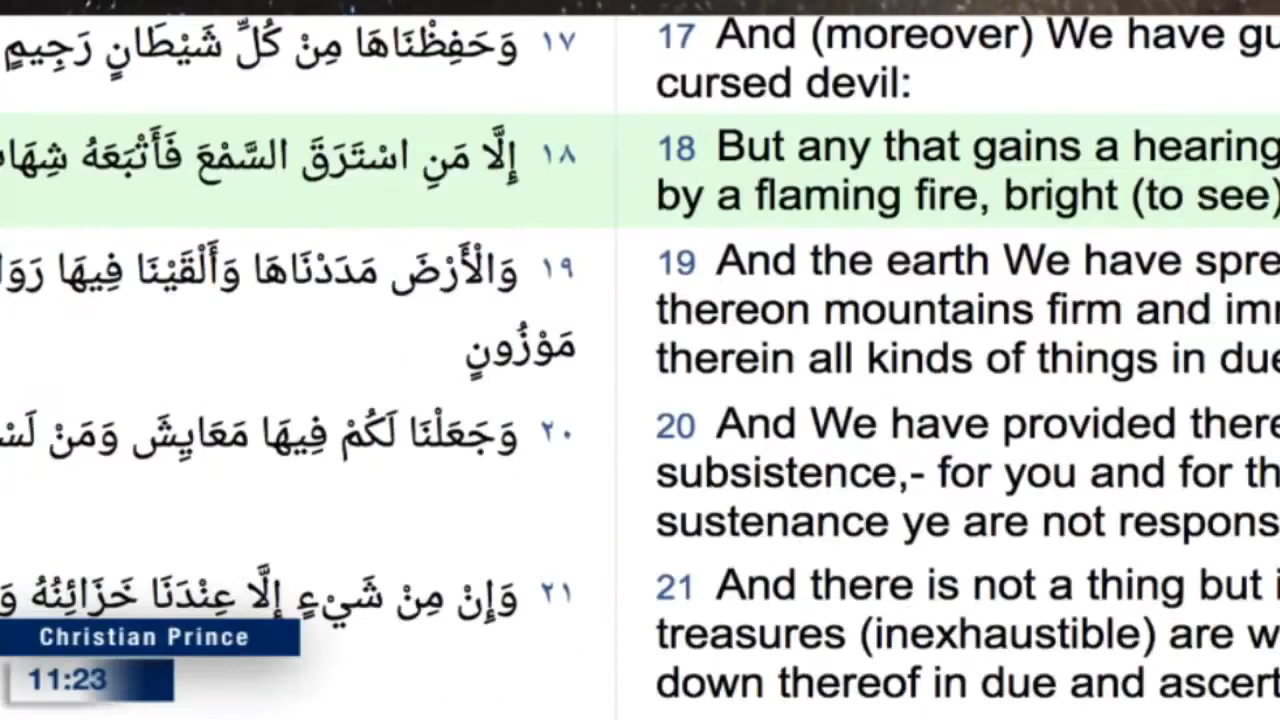 وَحَفِظْنَاهَا مِنْ كُلِّ شَيْطَانٍ رَجِيمٍ ١٧
17 And (moreover) We have gu
cursed devil:
إِلَّا مَنِ اسْتَرَقَ السَّمْعَ فَأَتْبَعَهُ شِهَا ١٨
18 But any that gains a hearing
by a flaming fire, bright (to see)
وَالْأَرْضَ مَدَدْنَاهَا وَأَلْقَيْنَا فِيهَا رَوَا ١٩
مَوْزُونٍ
19 And the earth We have spre
thereon mountains firm and imm
therein all kinds of things in due
وَجَعَلْنَا لَكُمْ فِيهَا مَعَايِشَ وَمَنْ لَسْ ٢٠
20 And We have provided there
subsistence,- for you and for th
sustenance ye are not respons
وَإِنْ مِنْ شَيْءٍ إِلَّا عِنْدَنَا خَزَائِنُهُ وَ ٢١
21 And there is not a thing but i
treasures (inexhaustible) are w
down thereof in due and ascert
Christian Prince
11:23